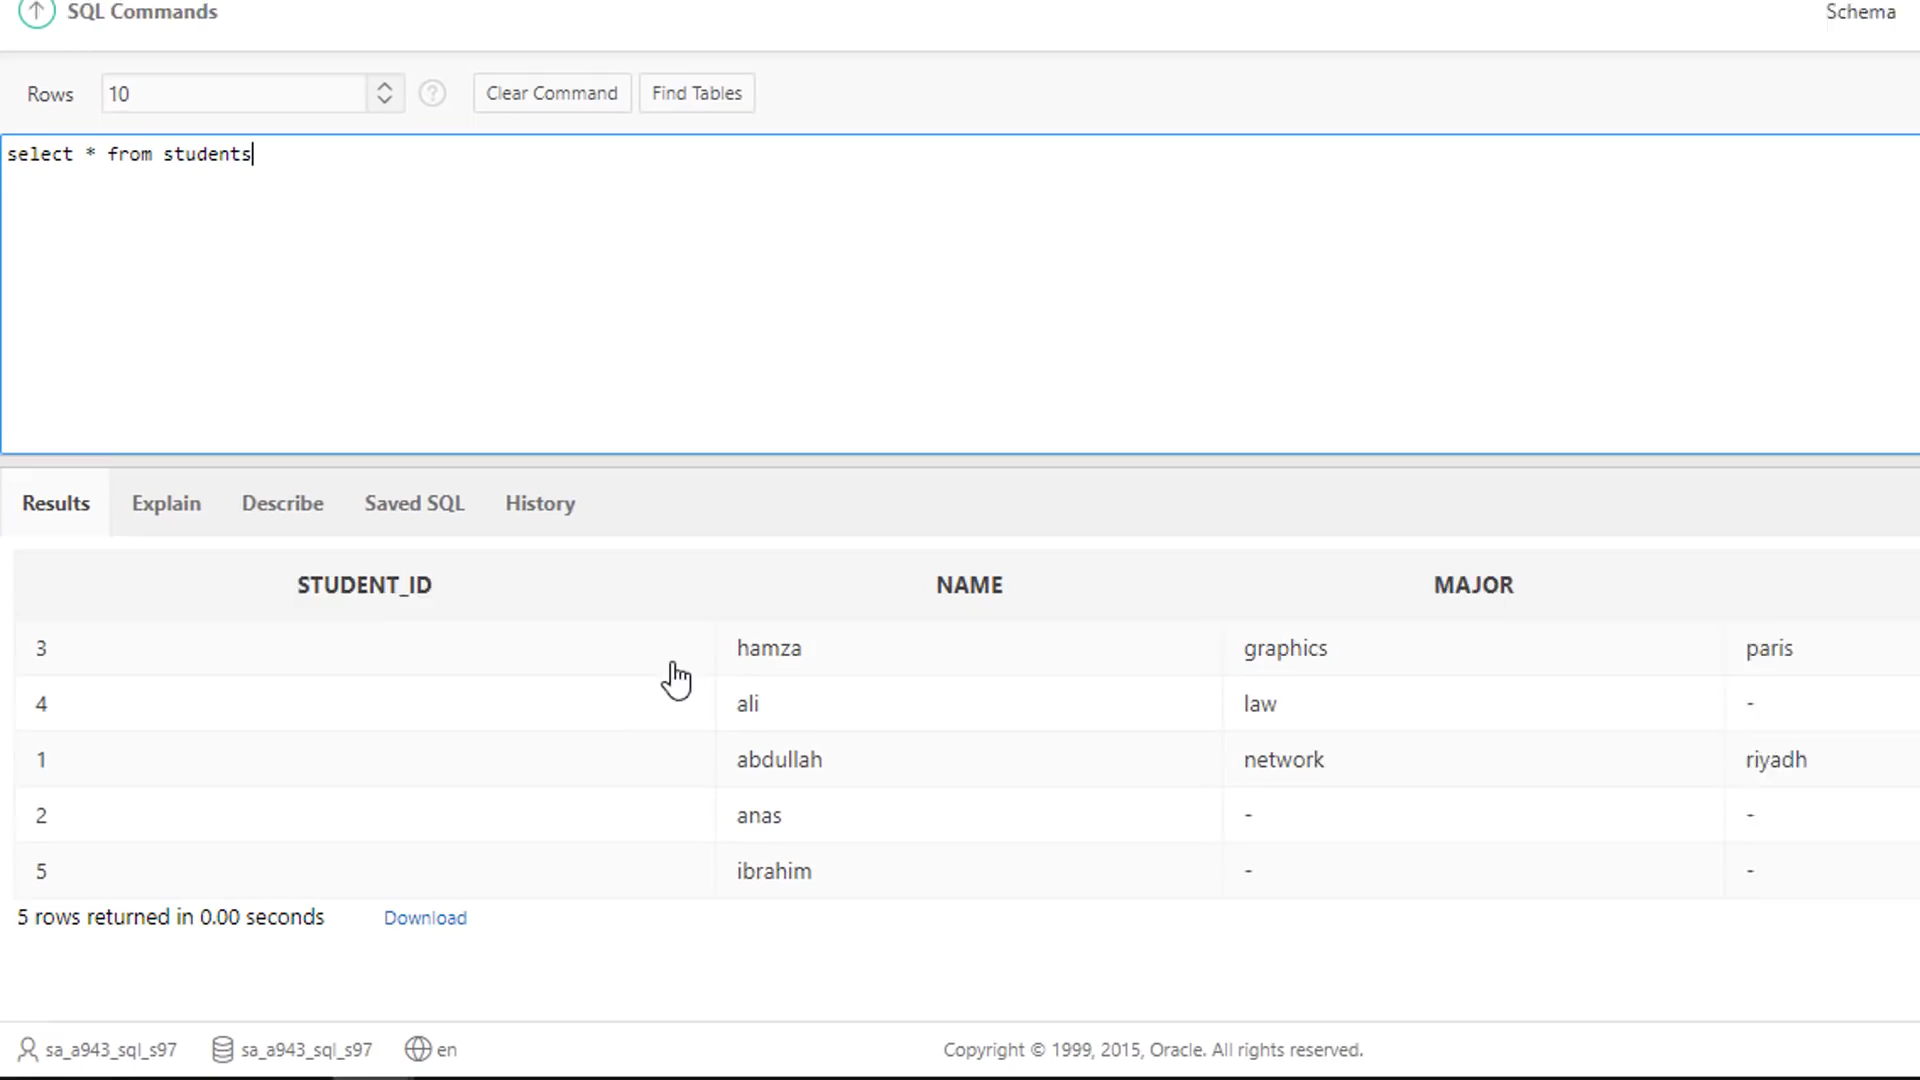 SQL Commands
Schema
Rows 10 ? Clear Command Find Tables
select * from students
Results Explain Describe Saved SQL History
STUDENT_ID NAME MAJOR
3 hamza graphics paris
4 ali law -
1 abdullah network riyadh
2 anas - -
5 ibrahim - -
5 rows returned in 0.00 seconds Download
sa_a943_sql_s97 sa_a943_sql_s97 en Copyright © 1999, 2015, Oracle. All rights reserved.